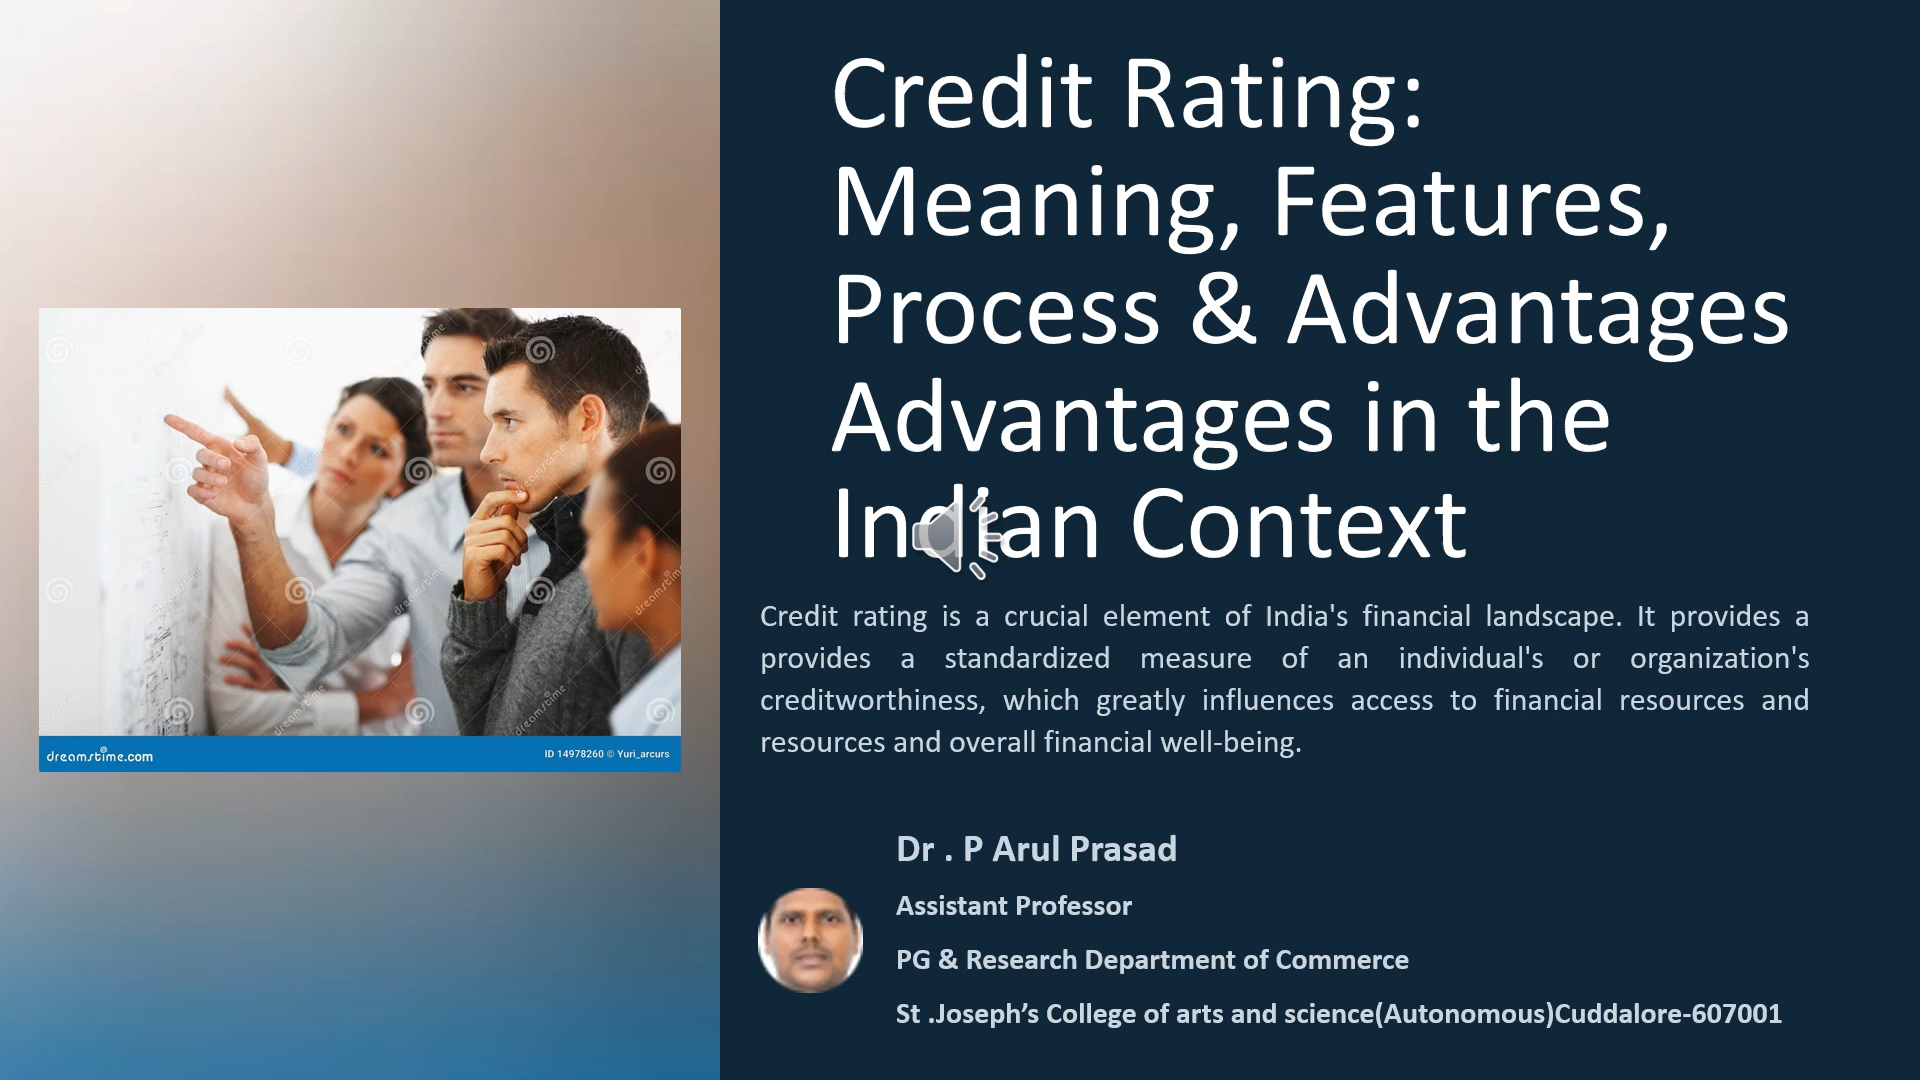 Credit Rating:
Meaning, Features,
Process & Advantages
Advantages in the
Indian Context
Credit rating is a crucial element of India's financial landscape. It provides a
provides a standardized measure of an individual's or organization's
creditworthiness, which greatly influences access to financial resources and
resources and overall financial well-being.
Dr . P Arul Prasad
Assistant Professor
PG & Research Department of Commerce
St .Joseph’s College of arts and science(Autonomous)Cuddalore-607001
dreamstime.com
ID 14978260 © Yuri_arcurs